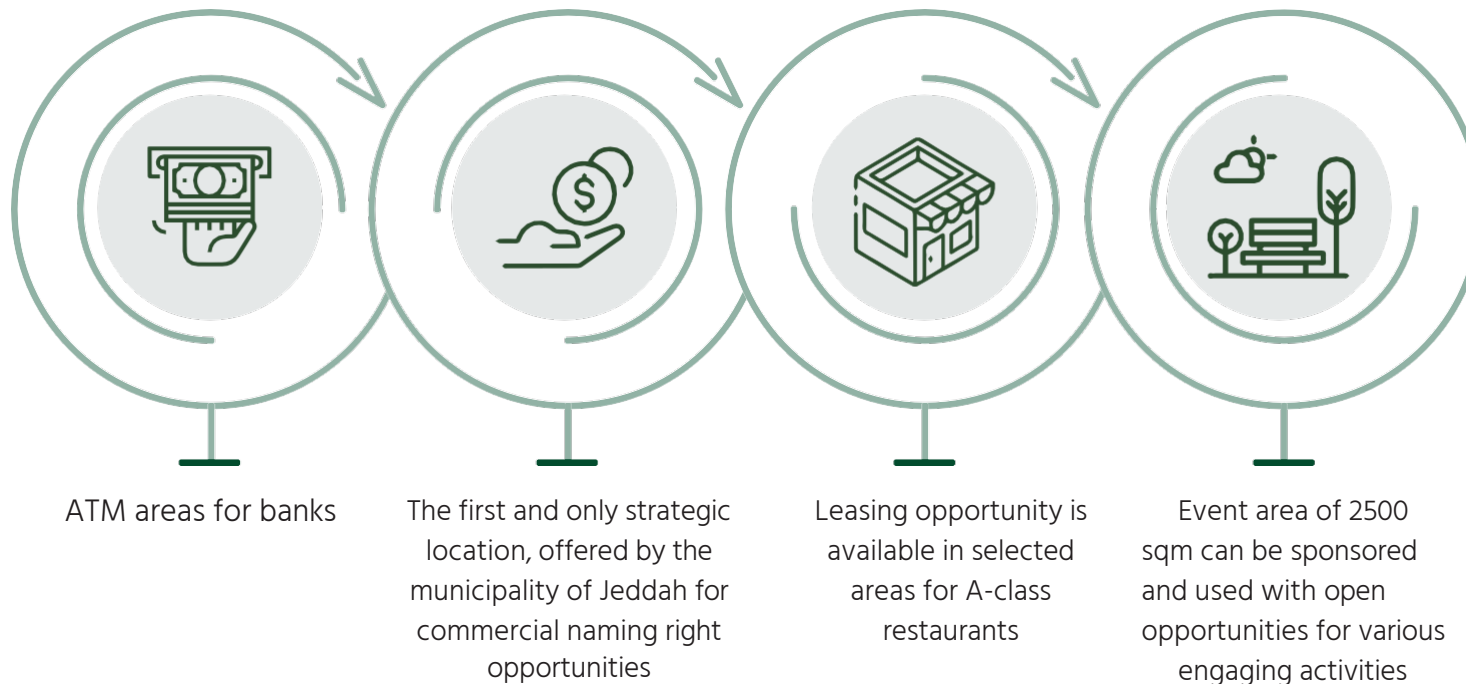 ATM areas for banks
The first and only strategic
location, offered by the
municipality of Jeddah for
commercial naming right
opportunities
Leasing opportunity is
available in selected
areas for A-class
restaurants
Event area of 2500
sqm can be sponsored
and used with open
opportunities for various
engaging activities